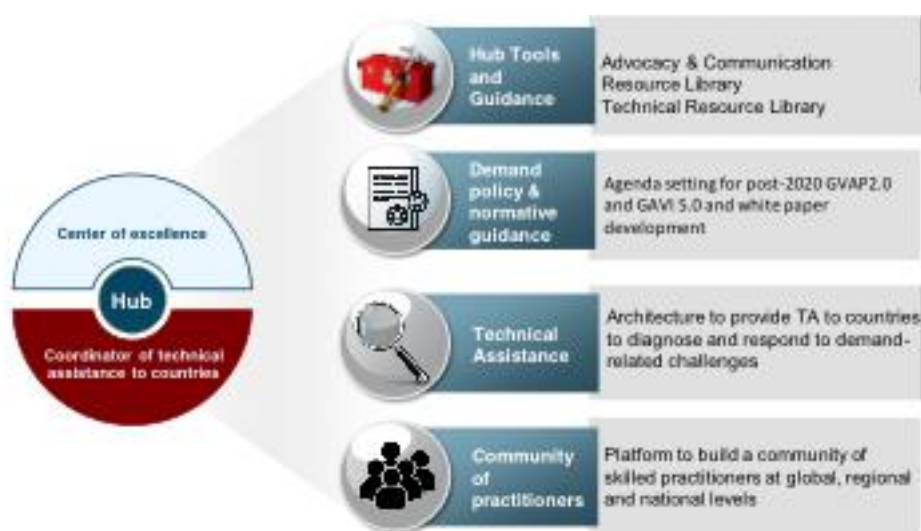 Center of excellence
Hub
Coordinator of technical
assistance to countries
Hub Tools
and
Guidance
Advocacy & Communication
Resource Library
Technical Resource Library
Demand
policy &
normative
guidance
Agenda setting for post-2020 GVAP2.0
and GAVI 5.0 and white paper
development
Technical
Assistance
Architecture to provide TA to countries
to diagnose and respond to demand-
related challenges
Community
of
practitioners
Platform to build a community of
skilled practitioners at global, regional
and national levels